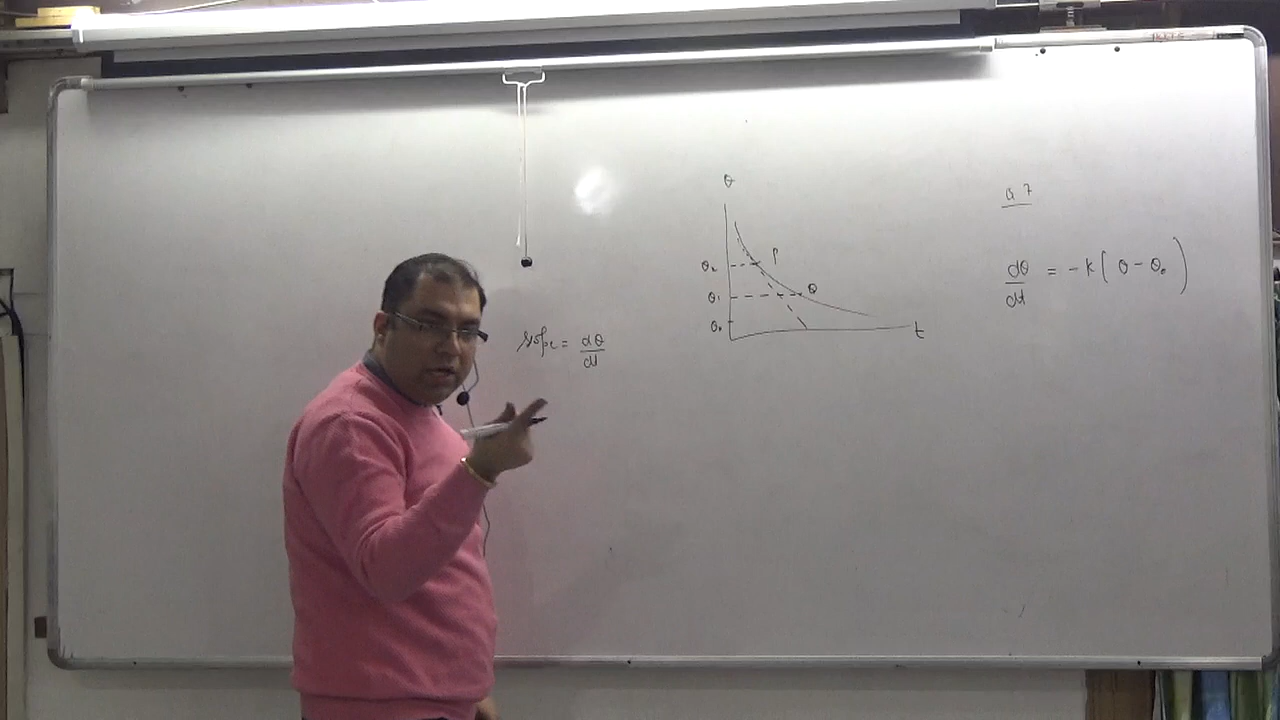 slope = dθ/dt
θ
θ₂
P
θ₁
Q
θ₀
t
Q 7
dθ/dt = -k(θ - θ₀)